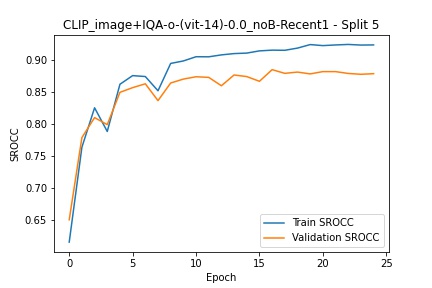 CLIP_image+IQA-o-(vit-14)-0.0_noB-Recent1 - Split 5
SROCC
0.90
0.85
0.80
0.75
0.70
0.65
Train SROCC
Validation SROCC
0 5 10 15 20 25
Epoch